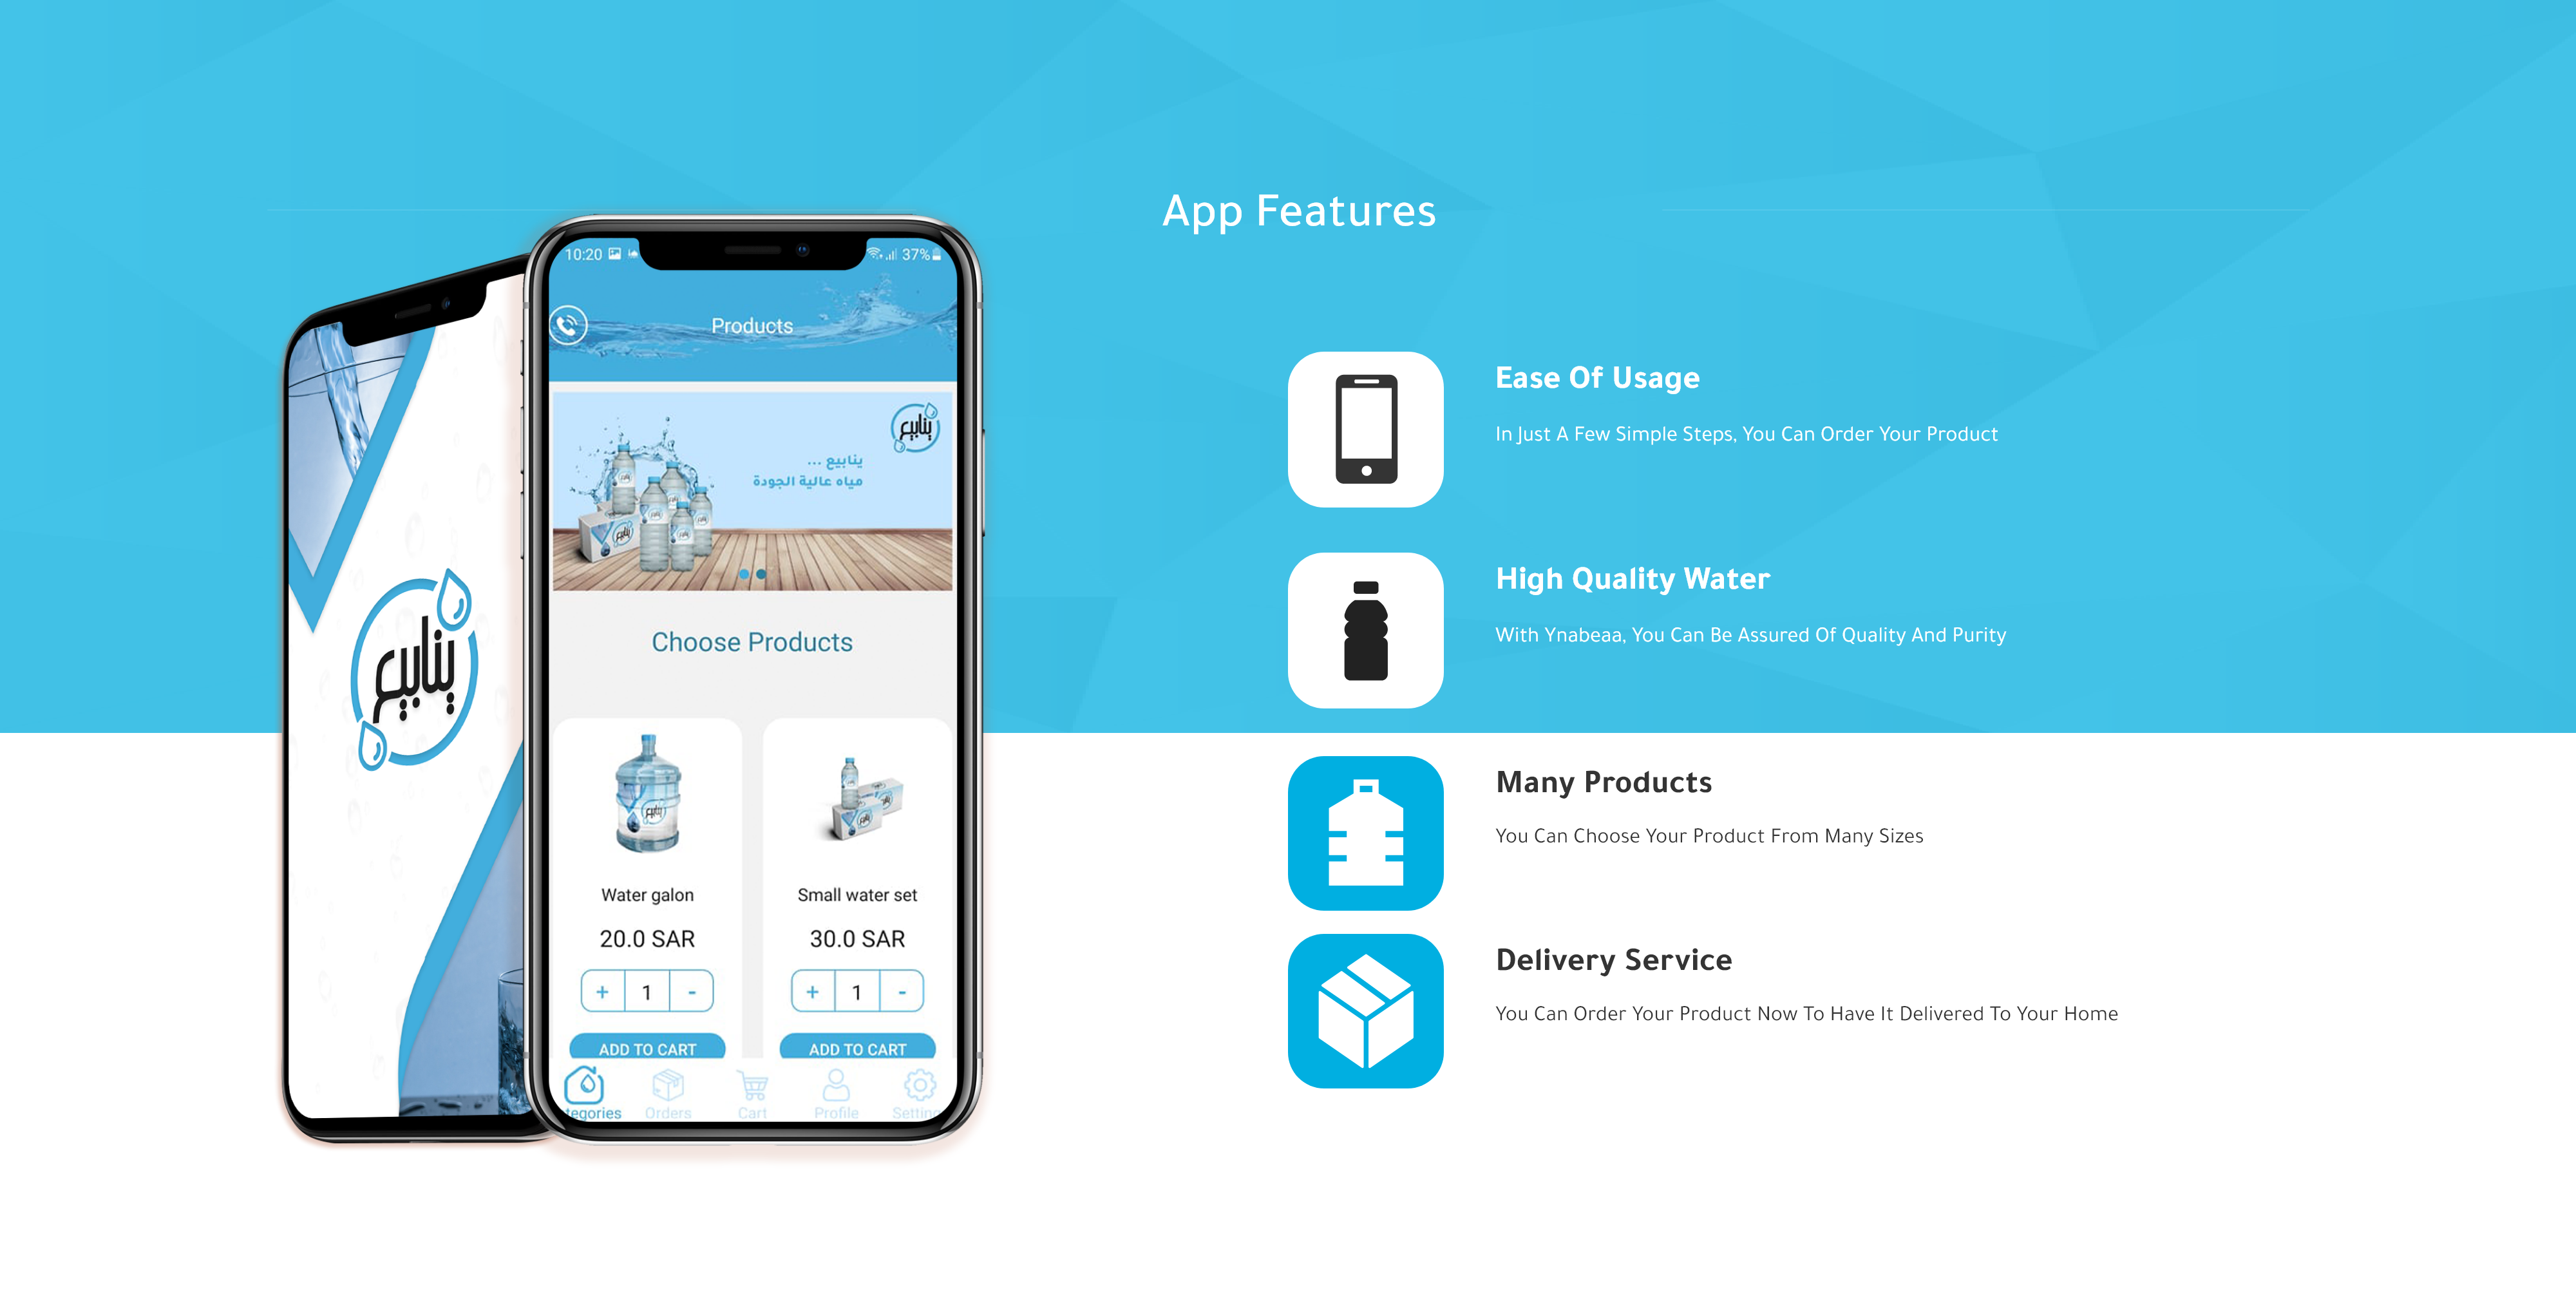 App Features
10:20
37%
Products
ينابيع
ينابيع ...
مياه عالية الجودة
ينابيع
Choose Products
Water galon
Small water set
20.0 SAR
30.0 SAR
+ 1 -
+ 1 -
ADD TO CART
ADD TO CART
tegories
Orders
Cart
Profile
Setting
Ease Of Usage
In Just A Few Simple Steps, You Can Order Your Product
High Quality Water
With Ynabeaa, You Can Be Assured Of Quality And Purity
Many Products
You Can Choose Your Product From Many Sizes
Delivery Service
You Can Order Your Product Now To Have It Delivered To Your Home